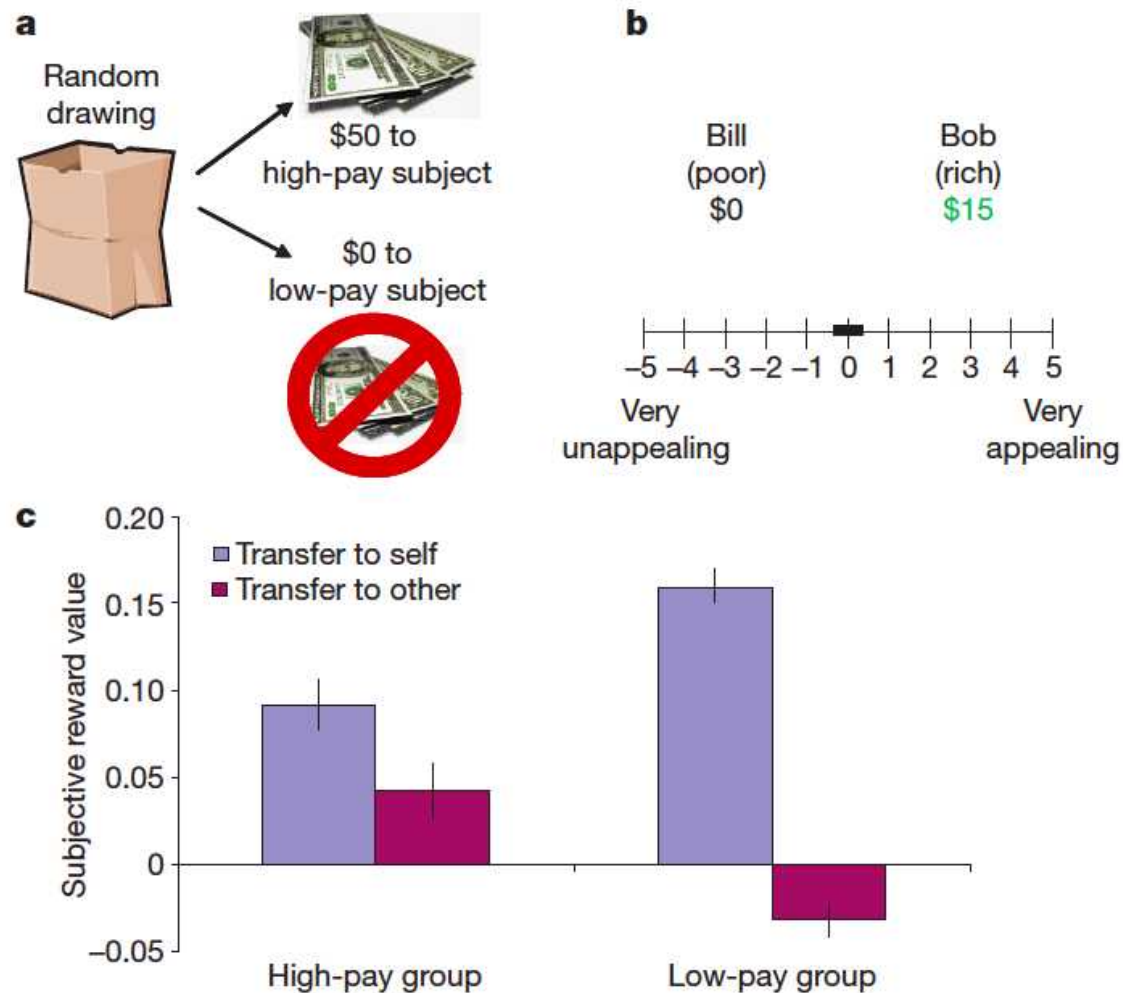 a
Random
drawing
$50 to
high-pay subject
$0 to
low-pay subject
b
Bill
(poor)
$0
Bob
(rich)
$15
–5 –4 –3 –2 –1 0 1 2 3 4 5
Very
unappealing
Very
appealing
c
Subjective reward value
0.20
0.15
0.10
0.05
0
–0.05
Transfer to self
Transfer to other
High-pay group
Low-pay group